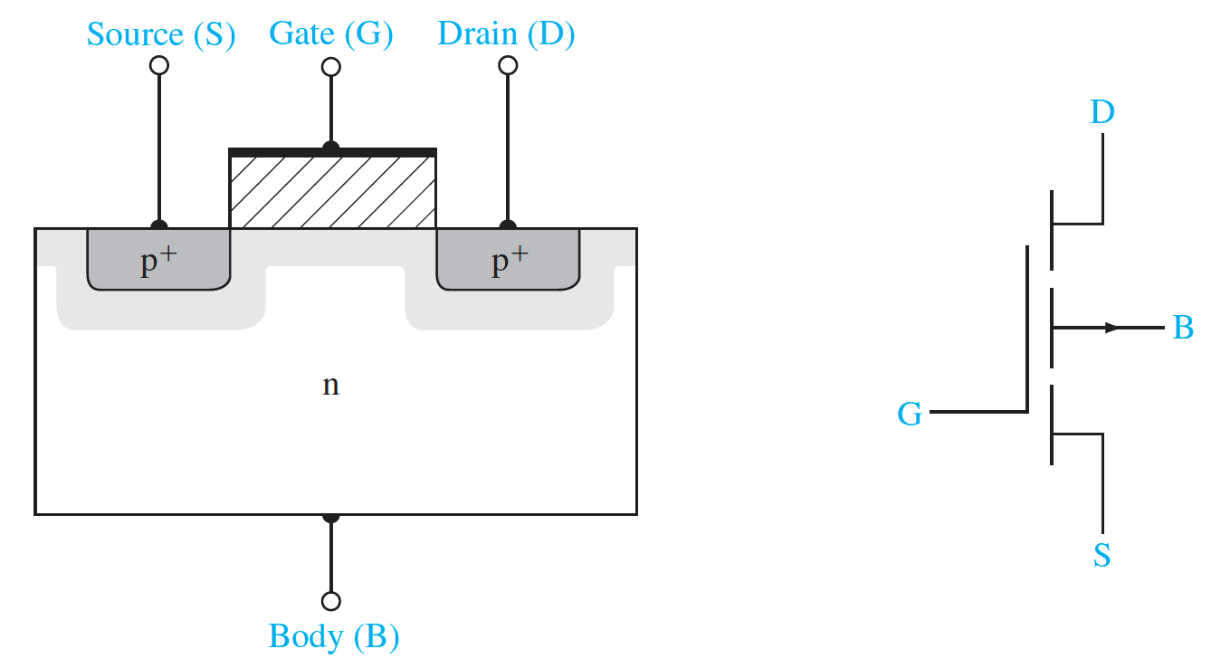 Source (S) Gate (G) Drain (D)
p+ p+
n
Body (B)
D
B
G
S